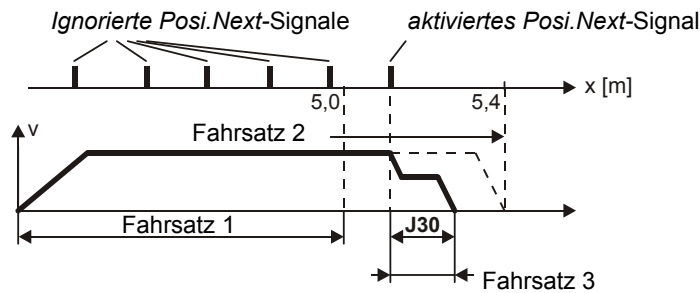 Ignorierte Posi.Next-Signale
aktiviertes Posi.Next-Signal
x [m]
5,0
5,4
v
Fahrsatz 2
Fahrsatz 1
J30
Fahrsatz 3